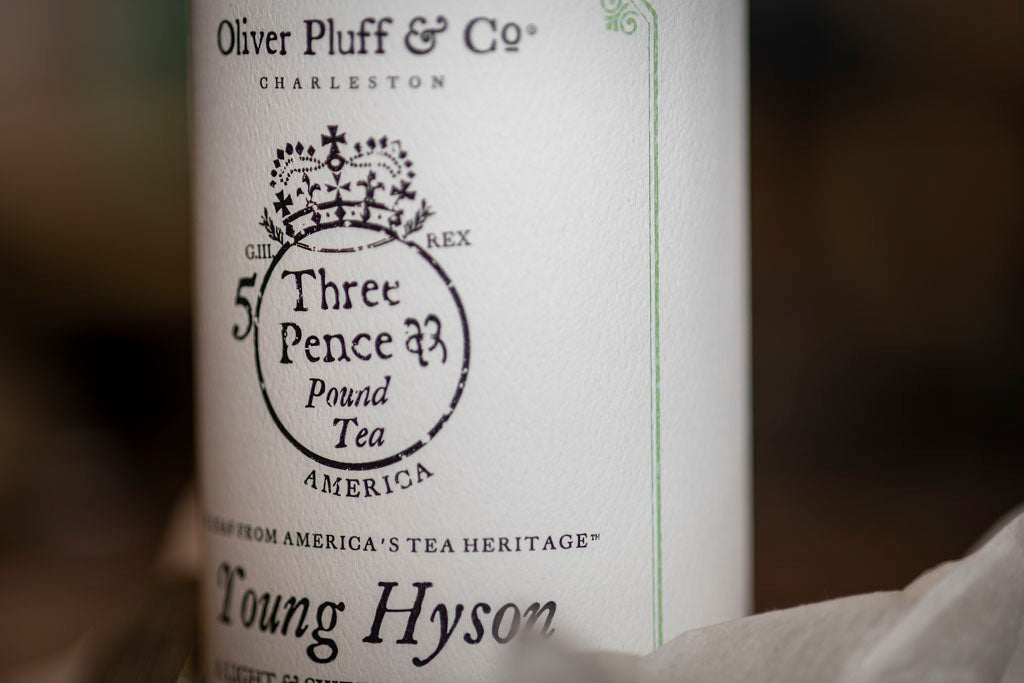 Oliver Pluff & Co®
CHARLESTON
G.III. REX
5
Three
Pence
Pound
Tea
AMERICA
FROM AMERICA'S TEA HERITAGE™
Young Hyson